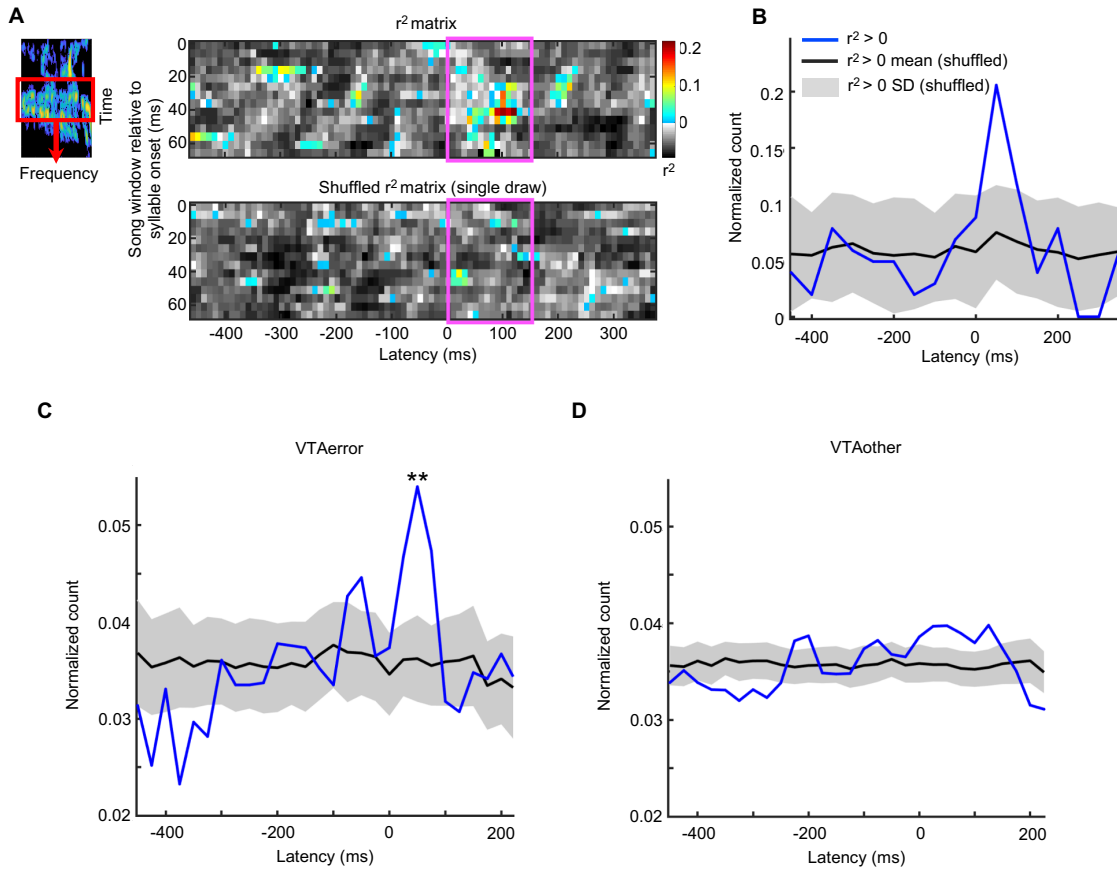 A
r² matrix
0
20
40
60
Time
Frequency
Song window relative to
syllable onset (ms)
0.2
0.1
0
r²
Shuffled r² matrix (single draw)
0
20
40
60
-400
-300
-200
-100
0
100
200
300
Latency (ms)
B
r² > 0
r² > 0 mean (shuffled)
r² > 0 SD (shuffled)
Normalized count
0.2
0.15
0.1
0.05
0
-400
-200
0
200
Latency (ms)
C
VTAerror
**
Normalized count
0.05
0.04
0.03
0.02
-400
-200
0
200
Latency (ms)
D
VTAother
Normalized count
0.05
0.04
0.03
0.02
-400
-200
0
200
Latency (ms)